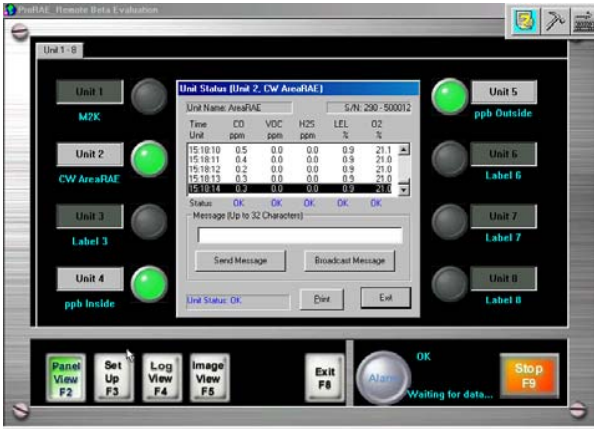 ProRAE_Remote Beta Evaluation
Unit 1 - 8
Unit 1
M2K
Unit 2
CW AreaRAE
Unit 3
Label 3
Unit 4
ppb Inside
Unit Status (Unit 2, CW AreaRAE)
Unit Name: AreaRAE S/N: 290 - 500012
Time CO VOC H2S LEL O2
Unit ppm ppm ppm % %
15:18:10 0.5 0.0 0.0 0.9 21.1
15:18:11 0.4 0.0 0.0 0.9 21.0
15:18:12 0.2 0.0 0.0 0.9 21.0
15:18:13 0.3 0.0 0.0 0.9 21.0
15:18:14 0.3 0.0 0.0 0.9 21.0
Status OK OK OK OK OK
Message (Up to 32 Characters)
Send Message Broadcast Message
Unit Status: OK Print Exit
Unit 5
ppb Outside
Unit 6
Label 6
Unit 7
Label 7
Unit 8
Label 8
Panel View F2
Set Up F3
Log View F4
Image View F5
Exit F8
Alarm
OK
Waiting for data...
Stop F9